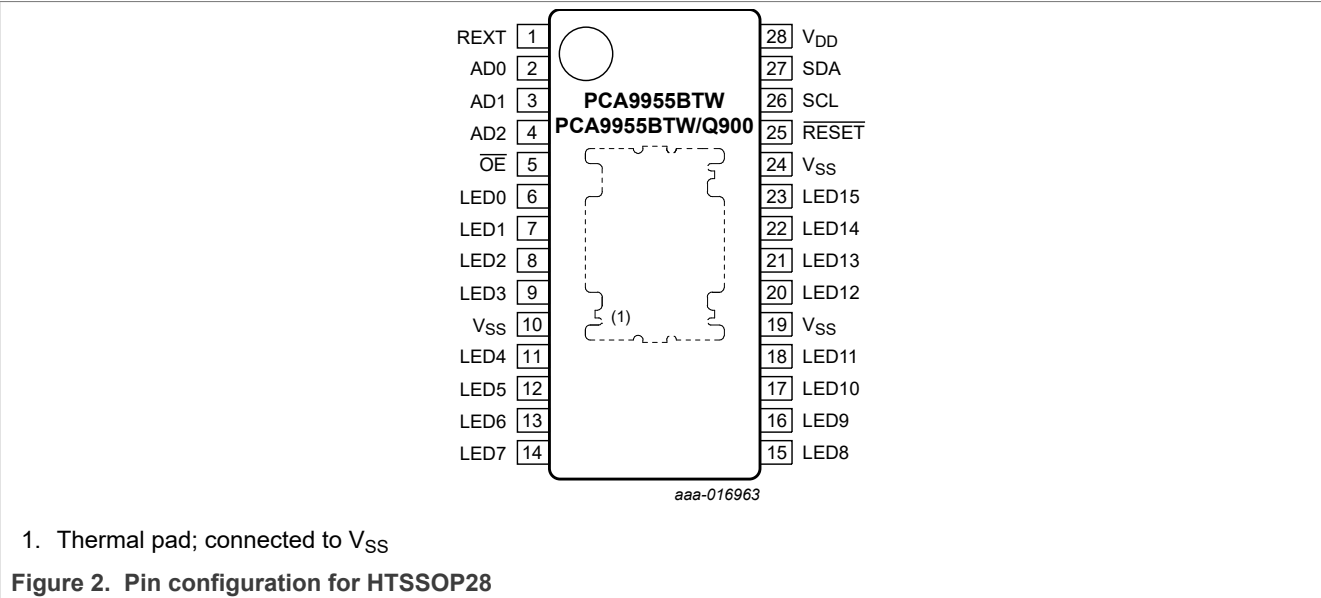 REXT 1 28 VDD
AD0 2 27 SDA
AD1 3 PCA9955BTW 26 SCL
AD2 4 PCA9955BTW/Q900 25 RESET
OE 5 24 VSS
LED0 6 23 LED15
LED1 7 22 LED14
LED2 8 21 LED13
LED3 9 20 LED12
VSS 10 (1) 19 VSS
LED4 11 18 LED11
LED5 12 17 LED10
LED6 13 16 LED9
LED7 14 15 LED8
aaa-016963
1. Thermal pad; connected to VSS
Figure 2. Pin configuration for HTSSOP28